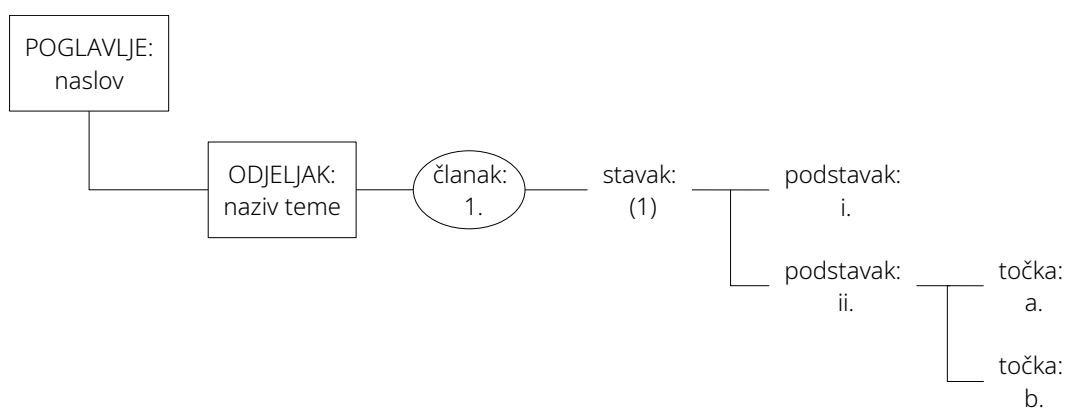 POGLAVLJE:
naslov
ODJELJAK:
naziv teme
članak:
1.
stavak:
(1)
podstavak:
i.
podstavak:
ii.
točka:
a.
točka:
b.